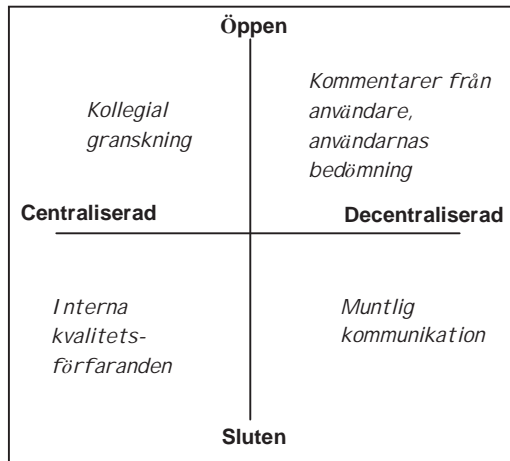 Öppen
Kollegial
granskning
Kommentarer från
användare,
användarnas
bedömning
Centraliserad
Decentraliserad
Interna
kvalitets-
förfaranden
Muntlig
kommunikation
Sluten